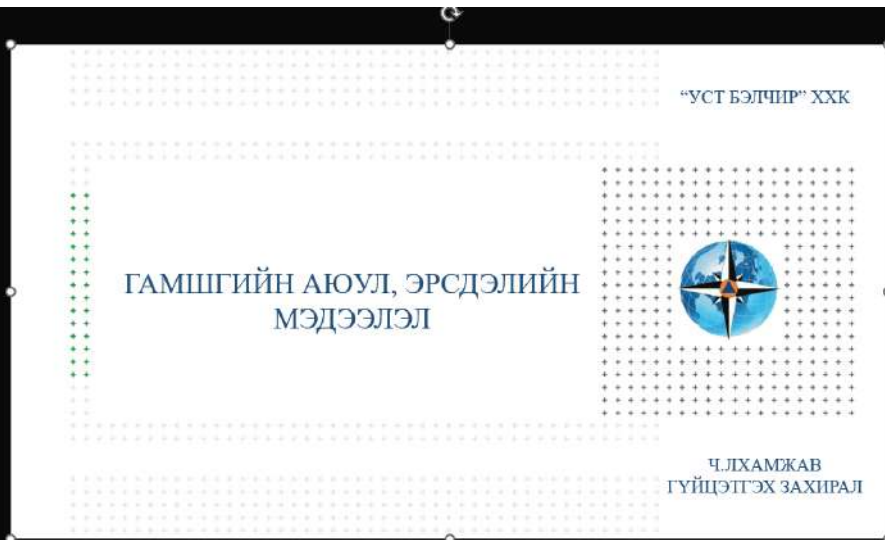 “УСТ БЭЛЧИР” ХХК
ГАМШГИЙН АЮУЛ, ЭРСДЭЛИЙН
МЭДЭЭЛЭЛ
Ч.ЛХАМЖАВ
ГҮЙЦЭТГЭХ ЗАХИРАЛ